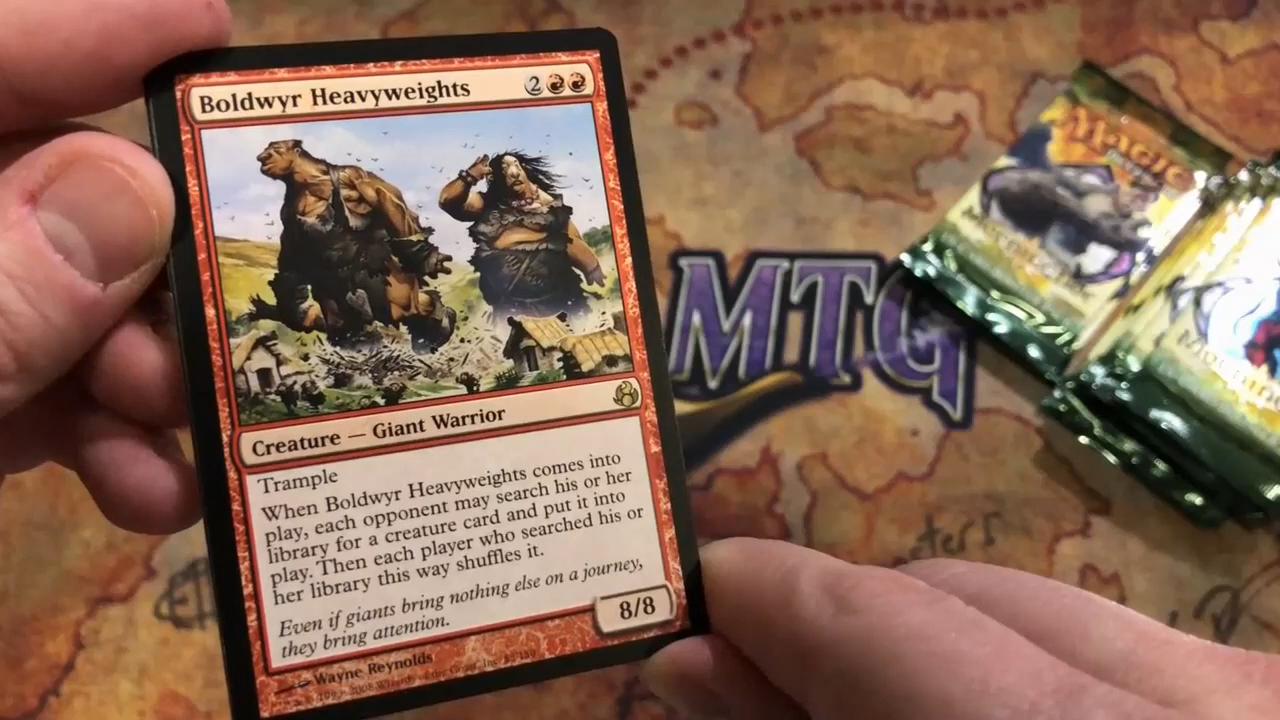 Boldwyr Heavyweights 2
Creature — Giant Warrior
Trample
When Boldwyr Heavyweights comes into
play, each opponent may search his or her
library for a creature card and put it into
play. Then each player who searched his or
her library this way shuffles it.
Even if giants bring nothing else on a journey,
they bring attention.
8/8
Wayne Reynolds
MTG
Magic